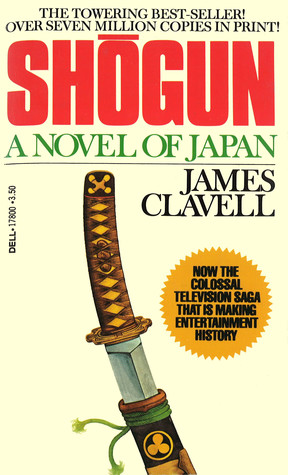 THE TOWERING BEST-SELLER!
OVER SEVEN MILLION COPIES IN PRINT!
SHŌGUN
A NOVEL OF JAPAN
JAMES
CLAVELL
DELL • 17800 • 3.50
NOW THE
COLOSSAL
TELEVISION SAGA
THAT IS MAKING
ENTERTAINMENT
HISTORY